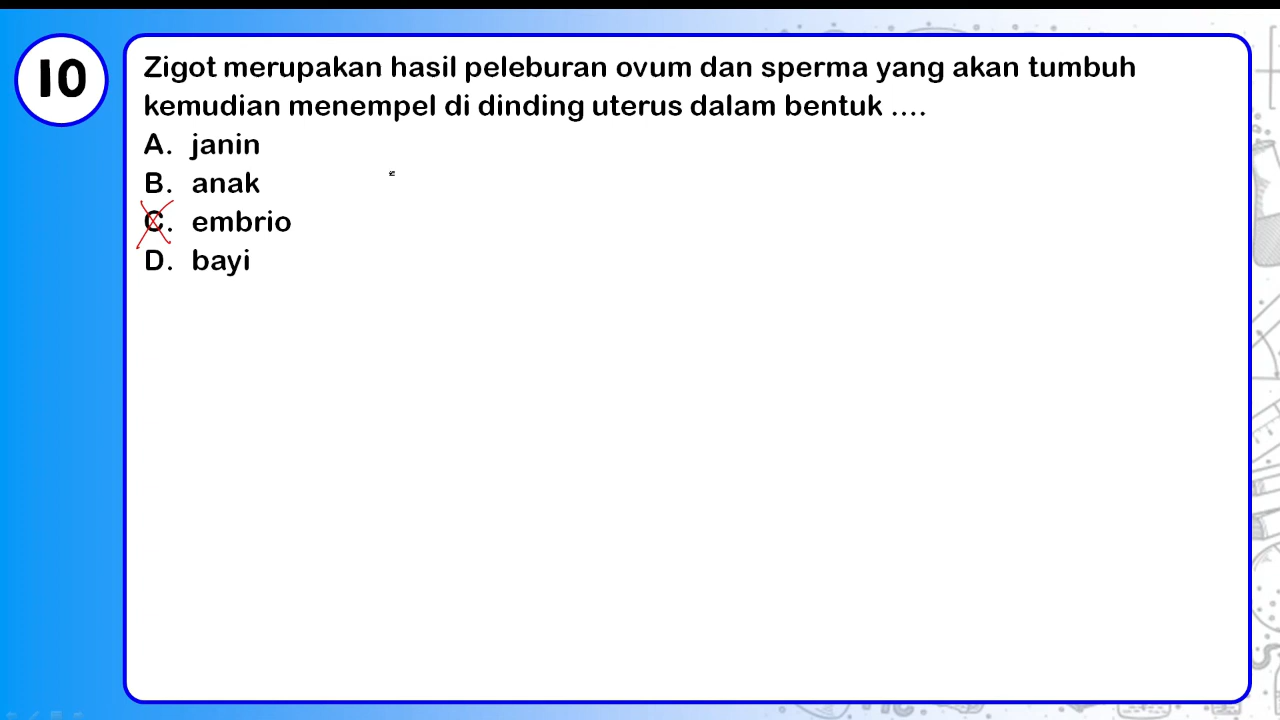 10
Zigot merupakan hasil peleburan ovum dan sperma yang akan tumbuh
kemudian menempel di dinding uterus dalam bentuk ....
A. janin
B. anak
C. embrio
D. bayi